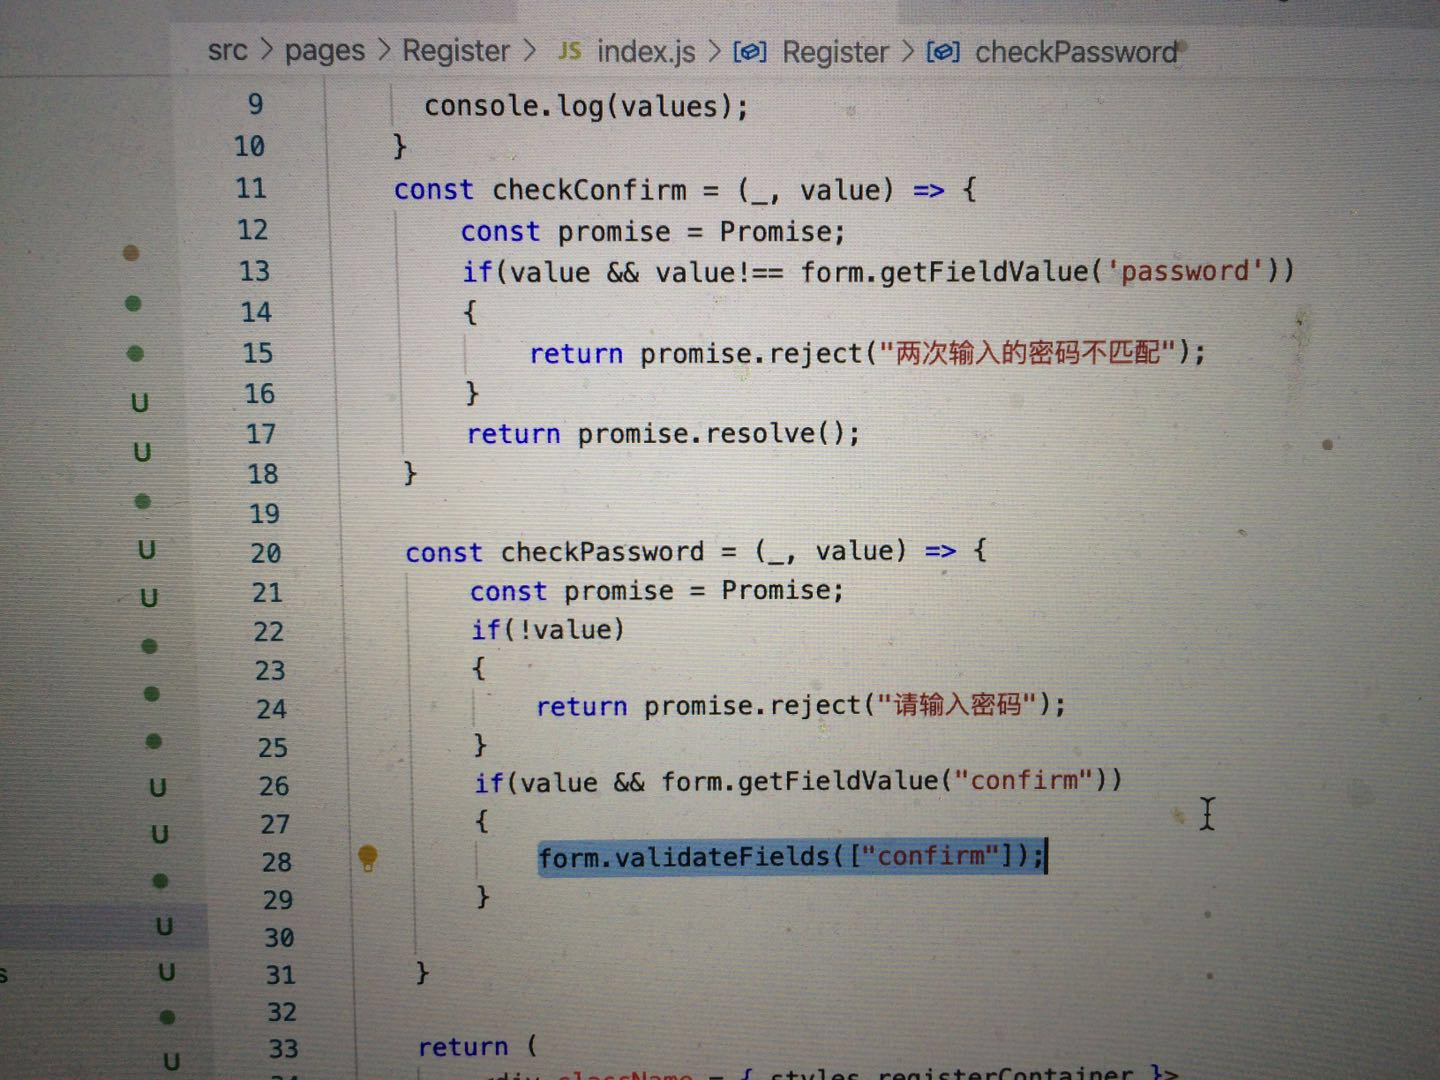 src > pages > Register > JS index.js > Register > checkPassword
9 console.log(values);
10 }
11 const checkConfirm = (_, value) => {
12 const promise = Promise;
13 if(value && value!== form.getFieldValue('password'))
14 {
15 return promise.reject("两次输入的密码不匹配");
16 }
17 return promise.resolve();
18 }
19
20 const checkPassword = (_, value) => {
21 const promise = Promise;
22 if(!value)
23 {
24 return promise.reject("请输入密码");
25 }
26 if(value && form.getFieldValue("confirm"))
27 {
28 form.validateFields(["confirm"]);
29 }
30
31 }
32
33 return (
<div className = { styles.registerContainer }>
U
U
U
U
U
U
U
s U
U